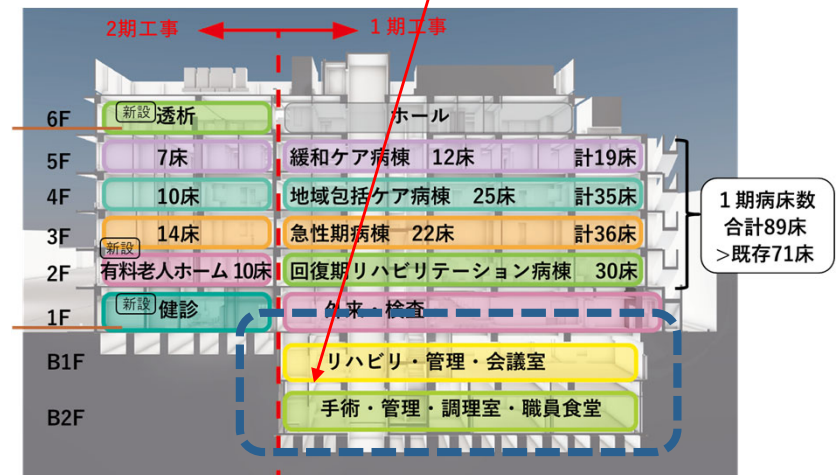 2期工事 1期工事
6F 新設 透析 ホール
5F 7床 緩和ケア病棟 12床 計19床
4F 10床 地域包括ケア病棟 25床 計35床
3F 14床 急性期病棟 22床 計36床
新設
2F 有料老人ホーム 10床 回復期リハビリテーション病棟 30床
1F 新設 健診 外来・検査
B1F リハビリ・管理・会議室
B2F 手術・管理・調理室・職員食堂
1期病床数
合計89床
>既存71床